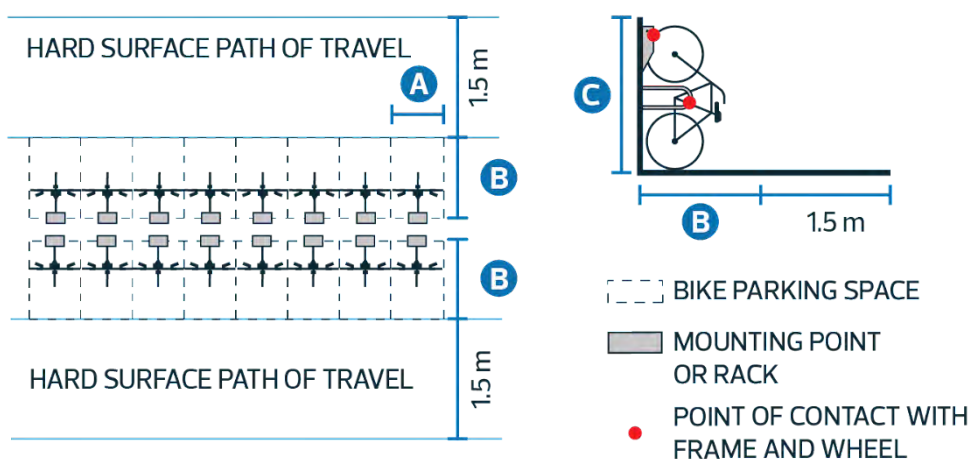 HARD SURFACE PATH OF TRAVEL
A
1.5 m
B
B
HARD SURFACE PATH OF TRAVEL
1.5 m
C
B
1.5 m
BIKE PARKING SPACE
MOUNTING POINT
OR RACK
POINT OF CONTACT WITH
FRAME AND WHEEL